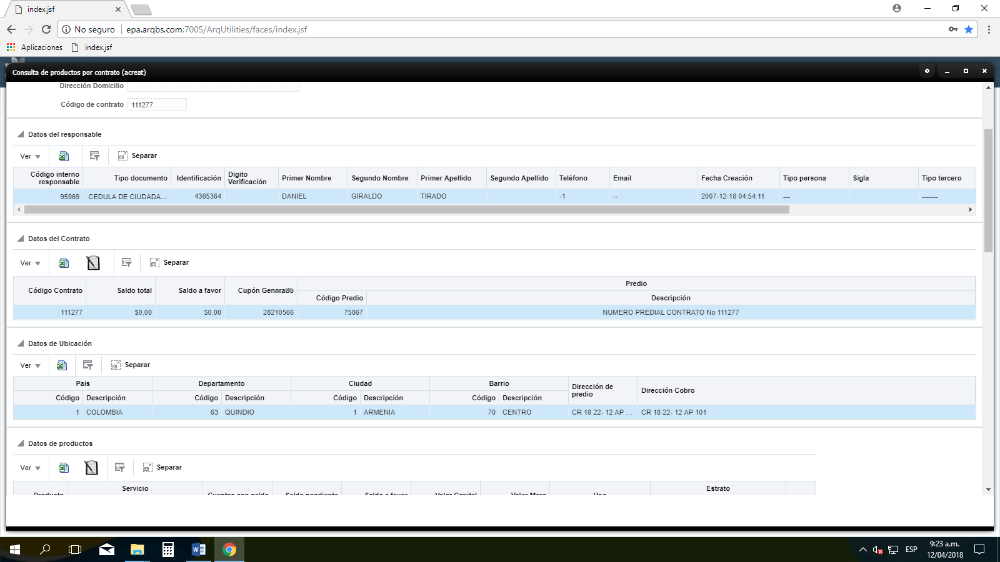 index.jsf
No seguro epa.arqbs.com:7005/ArqUtilities/faces/index.jsf
Aplicaciones index.jsf
Consulta de productos por contrato (acreat)
Dirección Domicilio
Código de contrato 111277
Datos del responsable
Ver Separar
Código interno responsable Tipo documento Identificación Digito Verificación Primer Nombre Segundo Nombre Primer Apellido Segundo Apellido Teléfono Email Fecha Creación Tipo persona Sigla Tipo tercero
95969 CEDULA DE CIUDADA... 4365364 DANIEL GIRALDO TIRADO -1 -- 2007-12-18 04:54:11 --- -------
Datos del Contrato
Ver Separar
Código Contrato Saldo total Saldo a favor Cupón Generado Predio
Código Predio Descripción
111277 $0,00 $0,00 28210566 75867 NUMERO PREDIAL CONTRATO No 111277
Datos de Ubicación
Ver Separar
Pais Departamento Ciudad Barrio Dirección de predio Dirección Cobro
Código Descripción Código Descripción Código Descripción Código Descripción
1 COLOMBIA 63 QUINDIO 1 ARMENIA 70 CENTRO CR 18 22- 12 AP ... CR 18 22- 12 AP 101
Datos de productos
Ver Separar
Servicio Estrato
Producto Cuentas con saldo Saldo pendiente Saldo a favor Valor Capital Valor Mora Uso
ESP 9:23 a.m.
12/04/2018